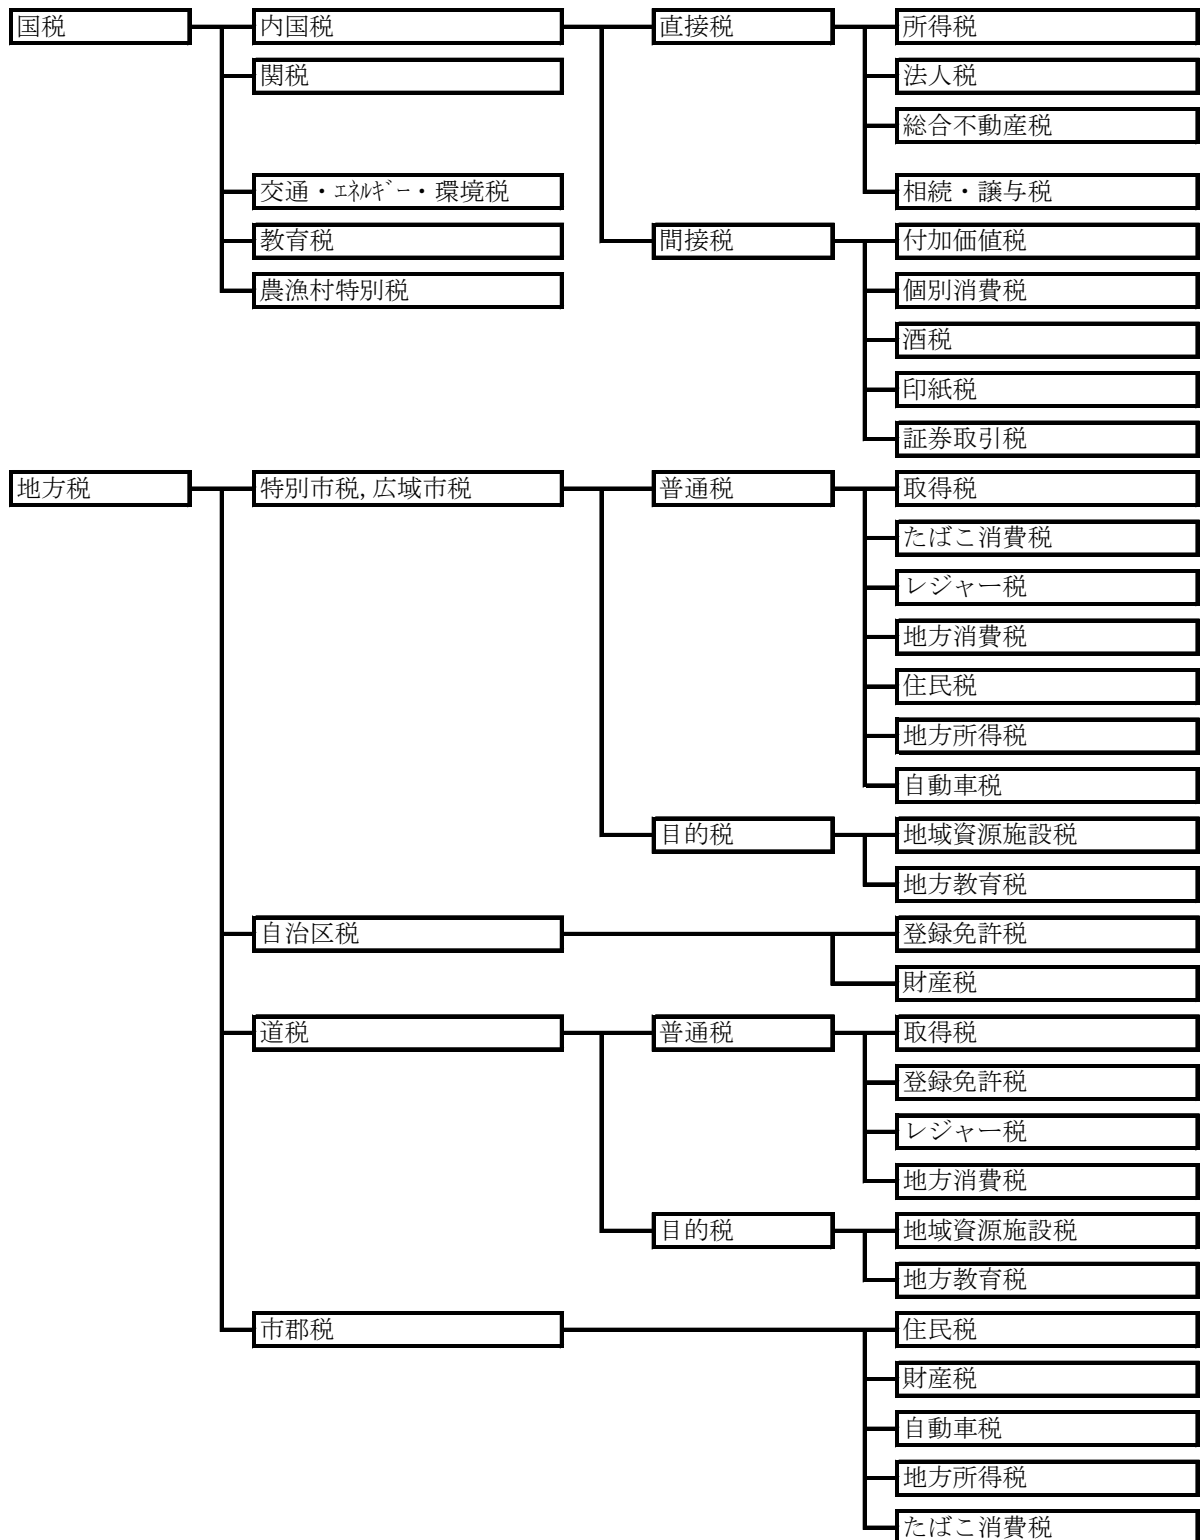 国税
内国税
直接税
所得税
関税
法人税
総合不動産税
交通・ｴﾈﾙｷﾞｰ・環境税
相続・譲与税
教育税
間接税
付加価値税
農漁村特別税
個別消費税
酒税
印紙税
証券取引税
地方税
特別市税, 広域市税
普通税
取得税
たばこ消費税
レジャー税
地方消費税
住民税
地方所得税
自動車税
目的税
地域資源施設税
地方教育税
自治区税
登録免許税
財産税
道税
普通税
取得税
登録免許税
レジャー税
地方消費税
目的税
地域資源施設税
地方教育税
市郡税
住民税
財産税
自動車税
地方所得税
たばこ消費税